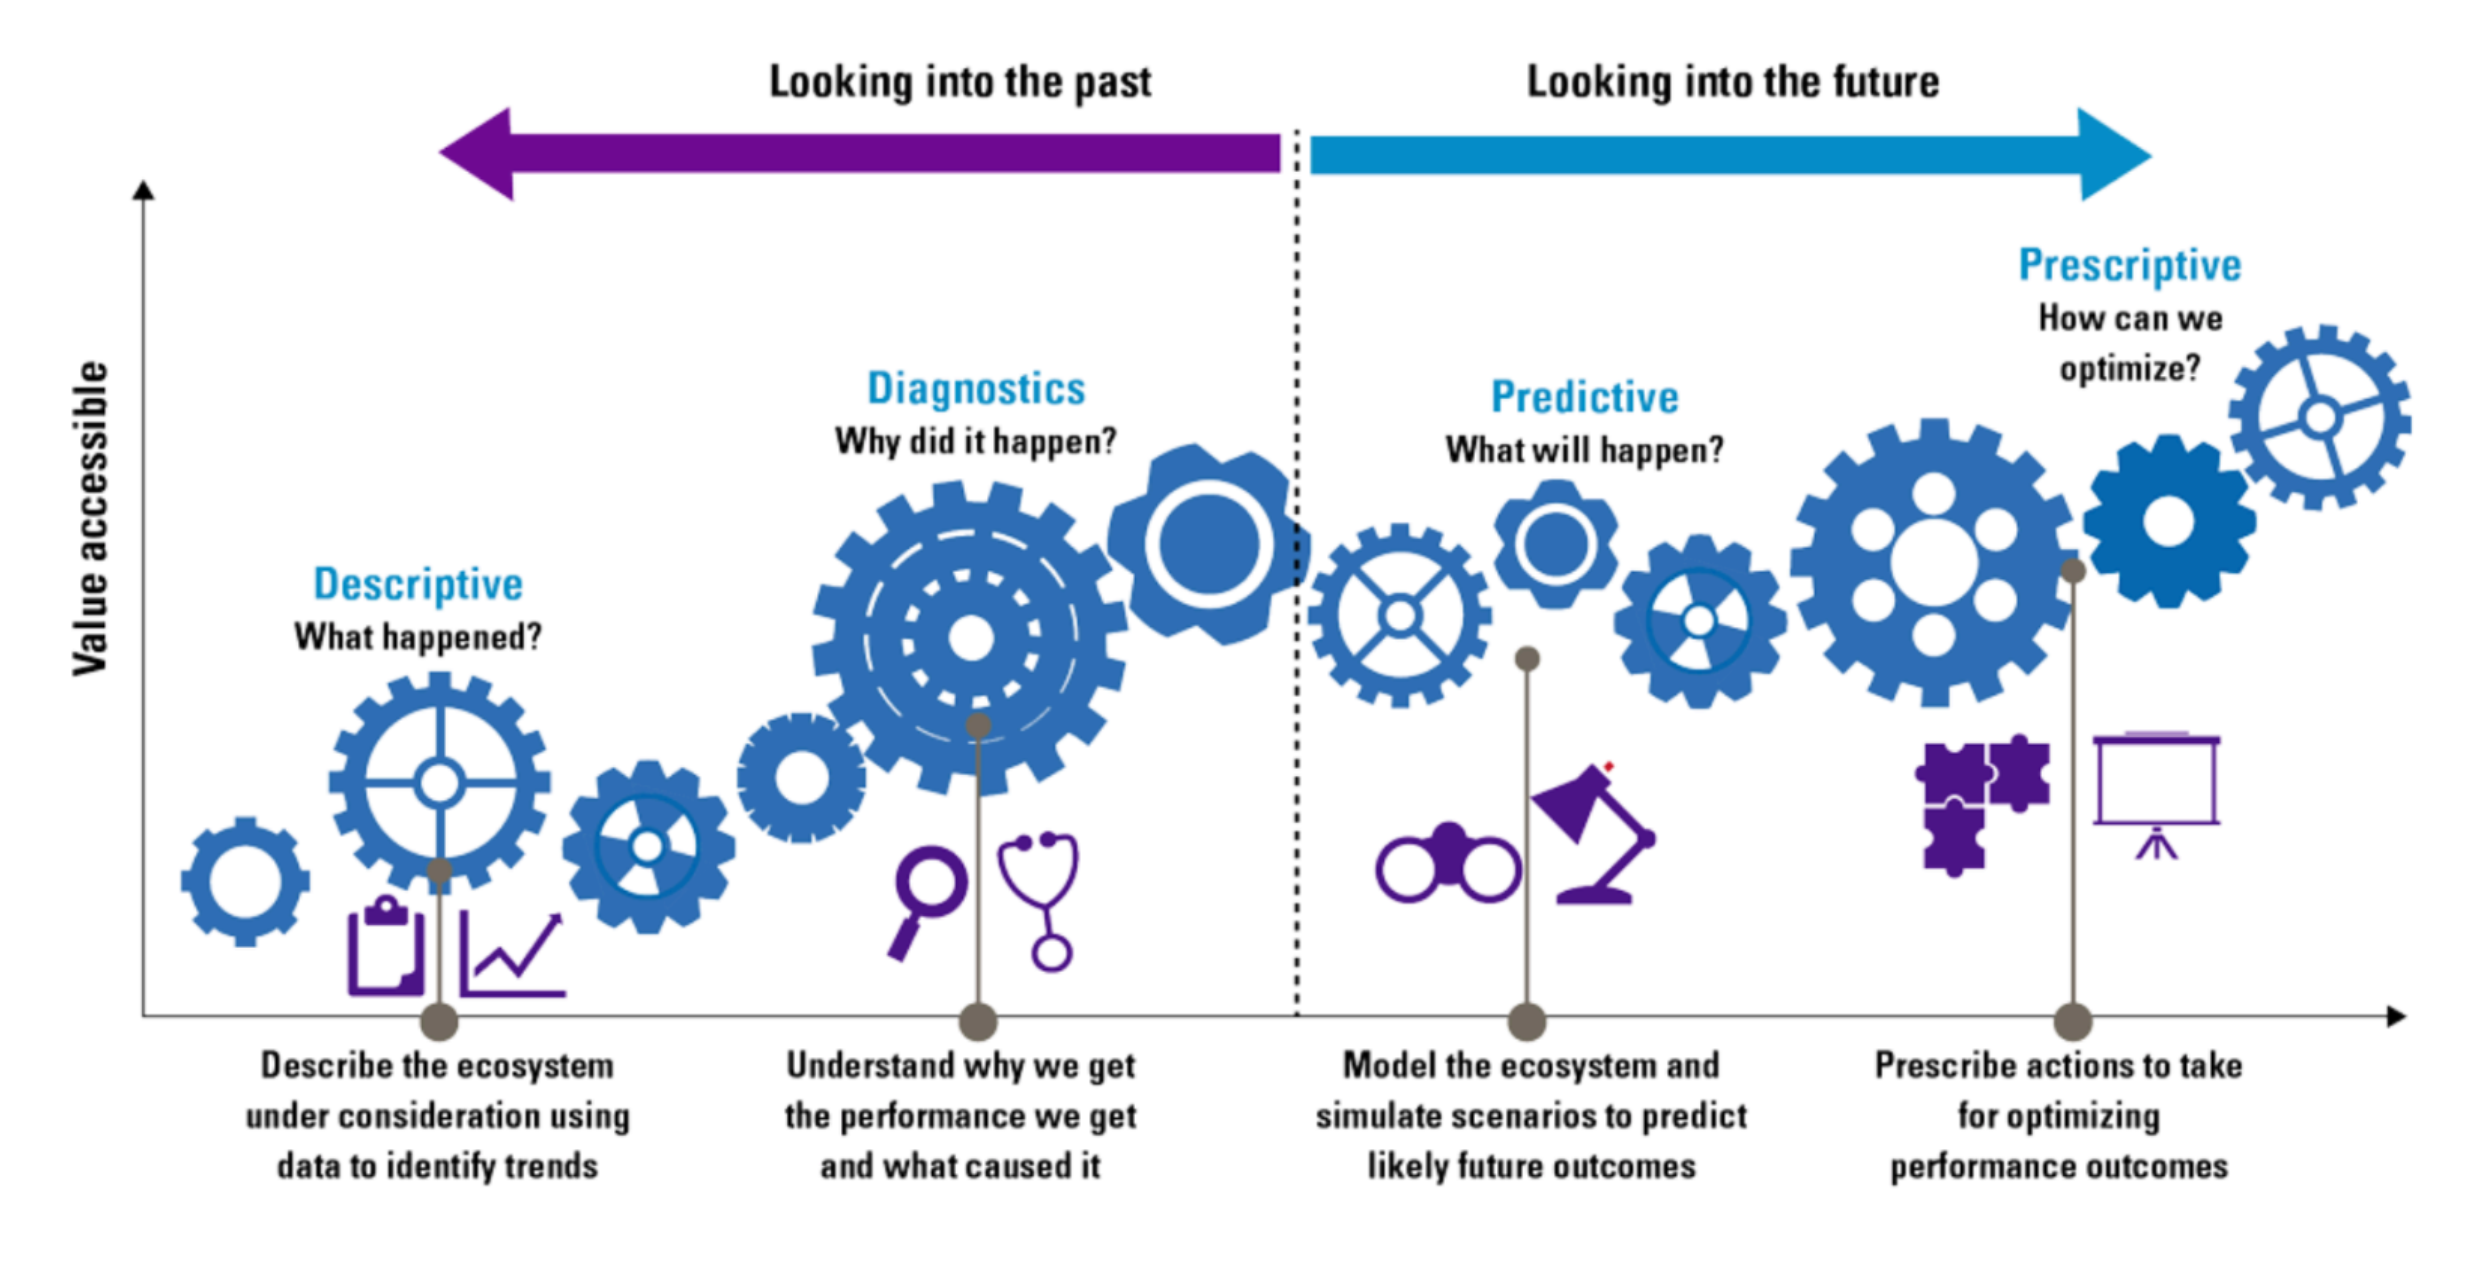 Looking into the past
Looking into the future
Value accessible
Descriptive
What happened?
Diagnostics
Why did it happen?
Predictive
What will happen?
Prescriptive
How can we
optimize?
Describe the ecosystem
under consideration using
data to identify trends
Understand why we get
the performance we get
and what caused it
Model the ecosystem and
simulate scenarios to predict
likely future outcomes
Prescribe actions to take
for optimizing
performance outcomes